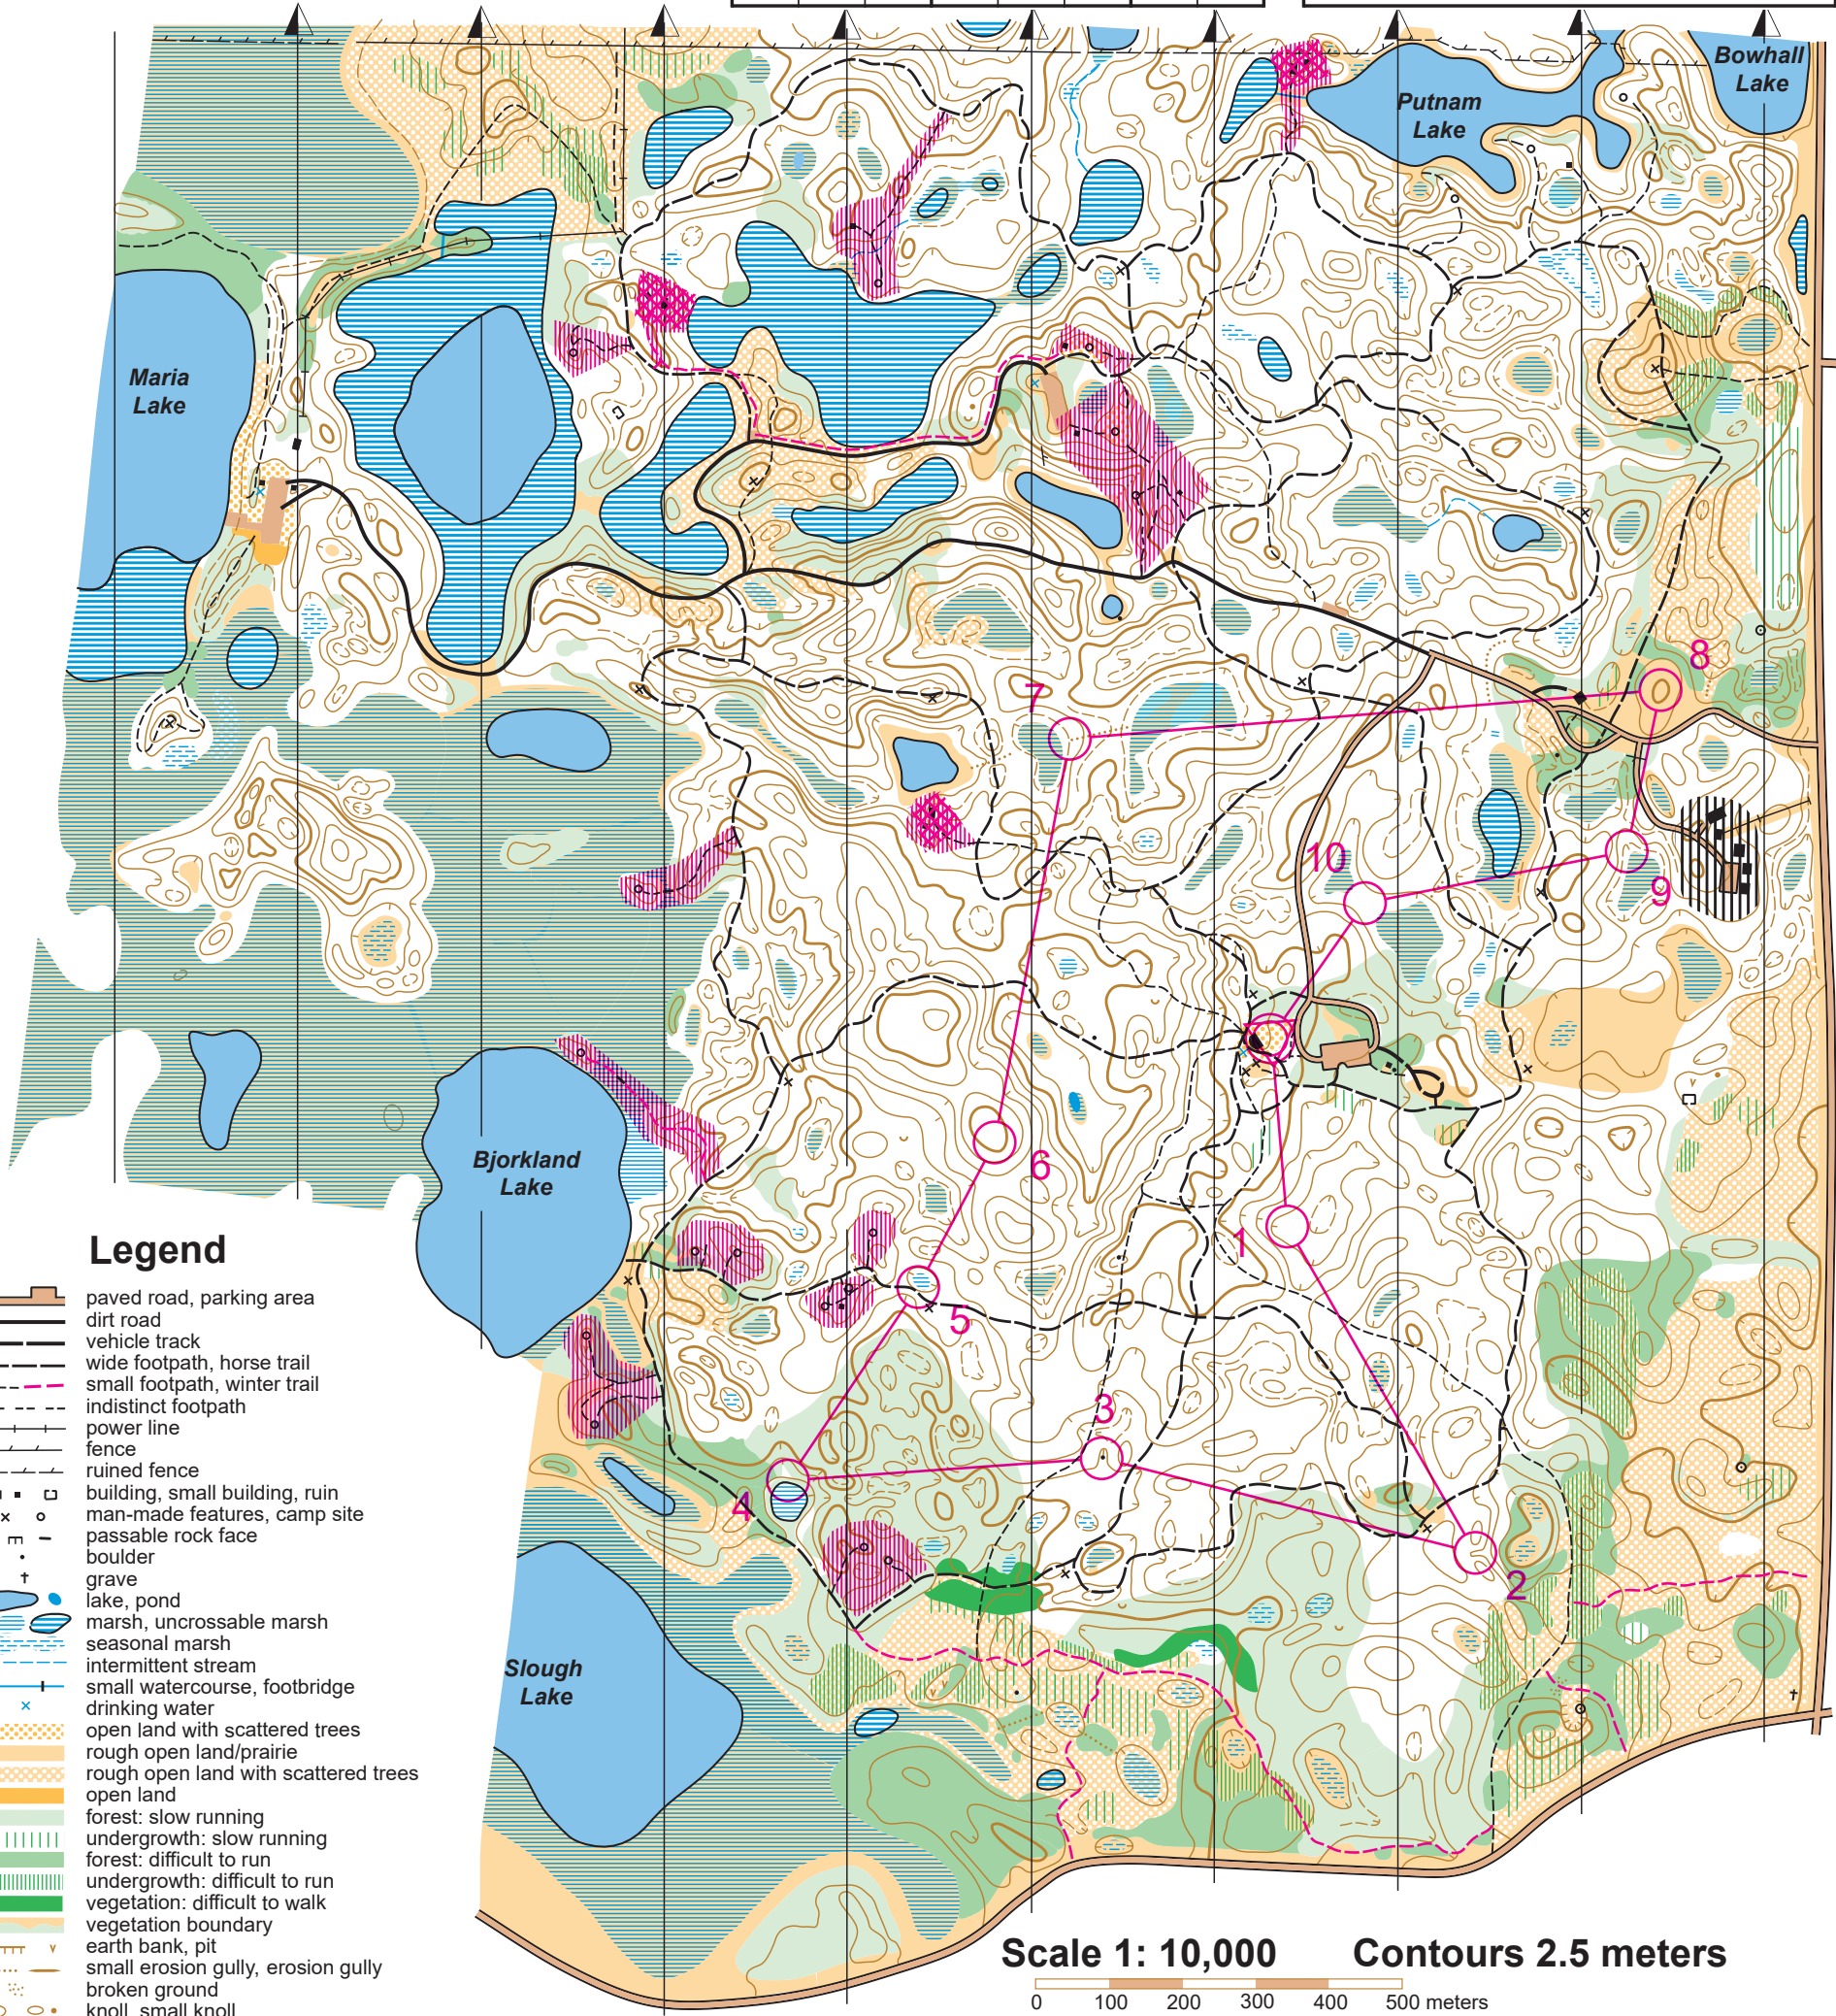 Bowhall
Lake
Putnam
Lake
Maria
Lake
8
7
10
9
Bjorkland
Lake
6
1
5
3
4
2
Slough
Lake
Legend
paved road, parking area
dirt road
vehicle track
wide footpath, horse trail
small footpath, winter trail
indistinct footpath
power line
fence
ruined fence
building, small building, ruin
man-made features, camp site
passable rock face
boulder
grave
lake, pond
marsh, uncrossable marsh
seasonal marsh
intermittent stream
small watercourse, footbridge
drinking water
open land with scattered trees
rough open land/prairie
rough open land with scattered trees
open land
forest: slow running
undergrowth: slow running
forest: difficult to run
undergrowth: difficult to run
vegetation: difficult to walk
vegetation boundary
earth bank, pit
small erosion gully, erosion gully
broken ground
knoll, small knoll
Scale 1: 10,000 Contours 2.5 meters
0 100 200 300 400 500 meters